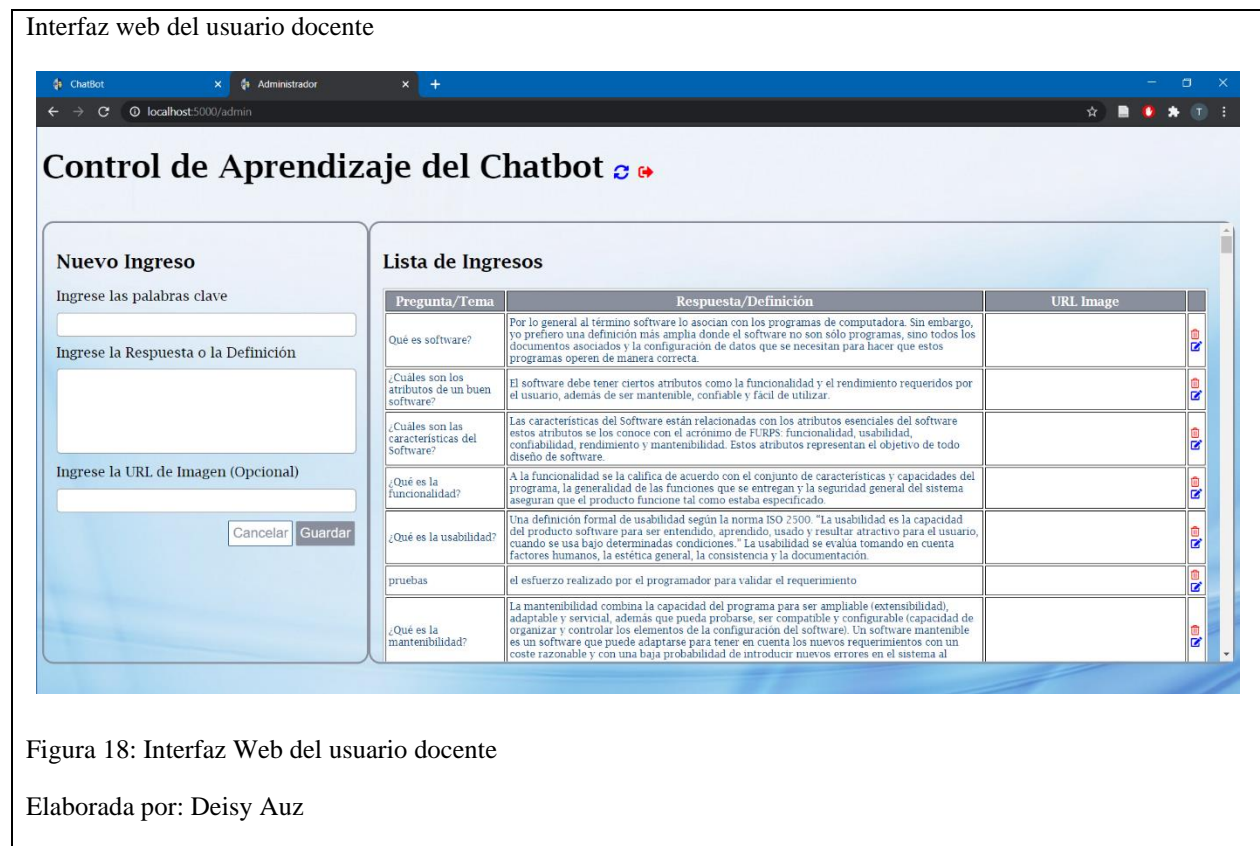 Interfaz web del usuario docente
ChatBot
Administrador
localhost:5000/admin
T
Control de Aprendizaje del Chatbot
Nuevo Ingreso
Ingrese las palabras clave
Ingrese la Respuesta o la Definición
Ingrese la URL de Imagen (Opcional)
Cancelar Guardar
Lista de Ingresos
Pregunta/Tema Respuesta/Definición URL Image
Qué es software?
Por lo general al término software lo asocian con los programas de computadora. Sin embargo,
yo prefiero una definición más amplia donde el software no son sólo programas, sino todos los
documentos asociados y la configuración de datos que se necesitan para hacer que estos
programas operen de manera correcta.
¿Cuáles son los
atributos de un buen
software?
El software debe tener ciertos atributos como la funcionalidad y el rendimiento requeridos por
el usuario, además de ser mantenible, confiable y fácil de utilizar.
¿Cuáles son las
características del
Software?
Las características del Software están relacionadas con los atributos esenciales del software
estos atributos se los conoce con el acrónimo de FURPS: funcionalidad, usabilidad,
confiabilidad, rendimiento y mantenibilidad. Estos atributos representan el objetivo de todo
diseño de software.
¿Qué es la
funcionalidad?
A la funcionalidad se la califica de acuerdo con el conjunto de características y capacidades del
programa, la generalidad de las funciones que se entregan y la seguridad general del sistema
aseguran que el producto funcione tal como estaba especificado.
¿Qué es la usabilidad?
Una definición formal de usabilidad según la norma ISO 2500. "La usabilidad es la capacidad
del producto software para ser entendido, aprendido, usado y resultar atractivo para el usuario,
cuando se usa bajo determinadas condiciones." La usabilidad se evalúa tomando en cuenta
factores humanos, la estética general, la consistencia y la documentación.
pruebas
el esfuerzo realizado por el programador para validar el requerimiento
¿Qué es la
mantenibilidad?
La mantenibilidad combina la capacidad del programa para ser ampliable (extensibilidad),
adaptable y servicial, además que pueda probarse, ser compatible y configurable (capacidad de
organizar y controlar los elementos de la configuración del software). Un software mantenible
es un software que puede adaptarse para tener en cuenta los nuevos requerimientos con un
coste razonable y con una baja probabilidad de introducir nuevos errores en el sistema al
Figura 18: Interfaz Web del usuario docente
Elaborada por: Deisy Auz